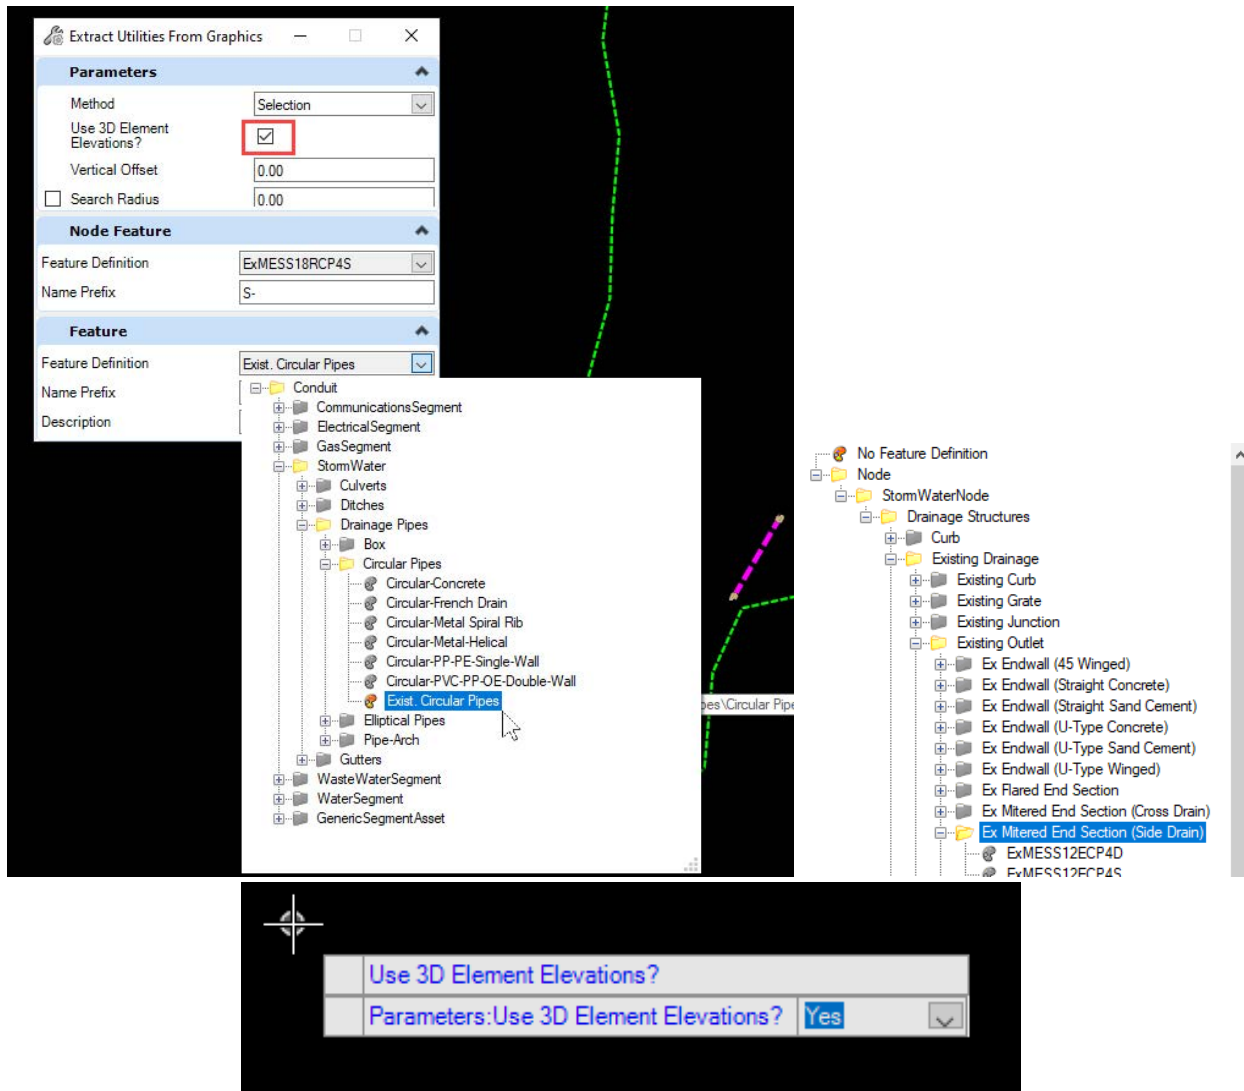 Extract Utilities From Graphics
Parameters
Method Selection
Use 3D Element
Elevations?
Vertical Offset 0.00
Search Radius 0.00
Node Feature
Feature Definition ExMESS18RCP4S
Name Prefix S-
Feature
Feature Definition Exist. Circular Pipes
Name Prefix
Description
Conduit
CommunicationsSegment
ElectricalSegment
GasSegment
StormWater
Culverts
Ditches
Drainage Pipes
Box
Circular Pipes
Circular-Concrete
Circular-French Drain
Circular-Metal Spiral Rib
Circular-Metal-Helical
Circular-PP-PE-Single-Wall
Circular-PVC-PP-OE-Double-Wall
Exist. Circular Pipes
Elliptical Pipes
Pipe-Arch
Gutters
WasteWaterSegment
WaterSegment
GenericSegmentAsset
pes\Circular Pipe
No Feature Definition
Node
StormWaterNode
Drainage Structures
Curb
Existing Drainage
Existing Curb
Existing Grate
Existing Junction
Existing Outlet
Ex Endwall (45 Winged)
Ex Endwall (Straight Concrete)
Ex Endwall (Straight Sand Cement)
Ex Endwall (U-Type Concrete)
Ex Endwall (U-Type Sand Cement)
Ex Endwall (U-Type Winged)
Ex Flared End Section
Ex Mitered End Section (Cross Drain)
Ex Mitered End Section (Side Drain)
ExMESS12ECP4D
ExMESS12ECP4S
Use 3D Element Elevations?
Parameters:Use 3D Element Elevations? Yes